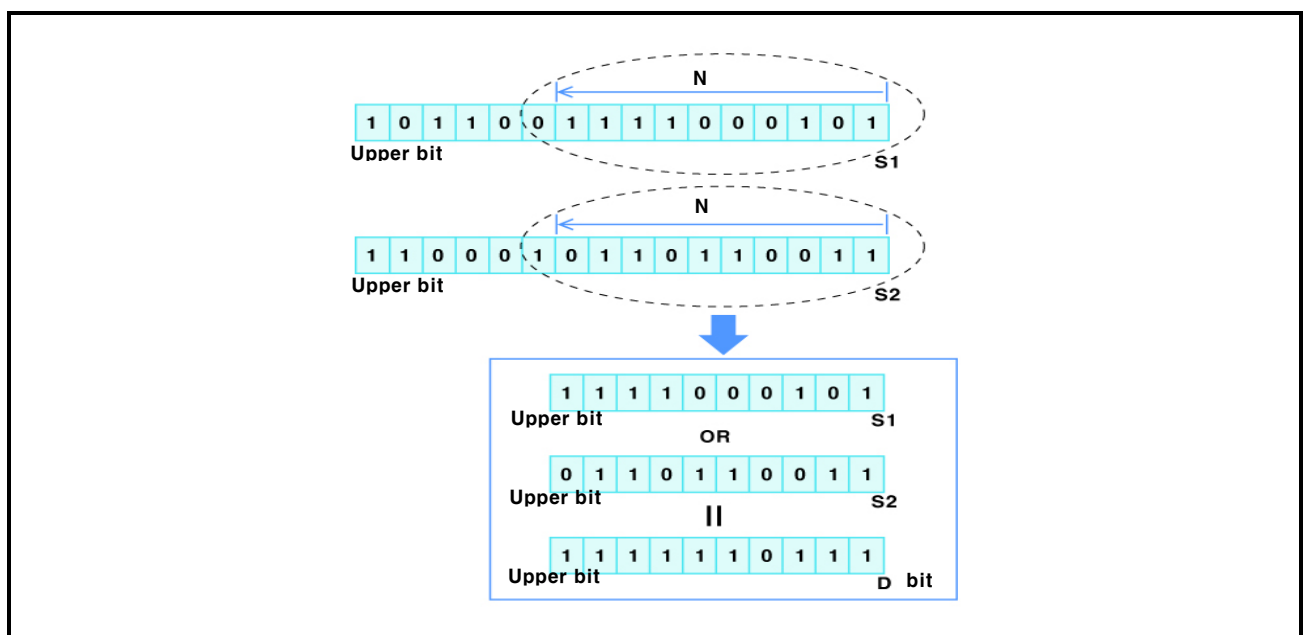 N
1 0 1 1 0 0 1 1 1 1 0 0 0 1 0 1
Upper bit S1
N
1 1 0 0 0 1 0 1 1 0 1 1 0 0 1 1
Upper bit S2
1 1 1 1 0 0 0 1 0 1
Upper bit S1
OR
0 1 1 0 1 1 0 0 1 1
Upper bit S2
=
1 1 1 1 1 1 0 1 1 1
Upper bit D bit